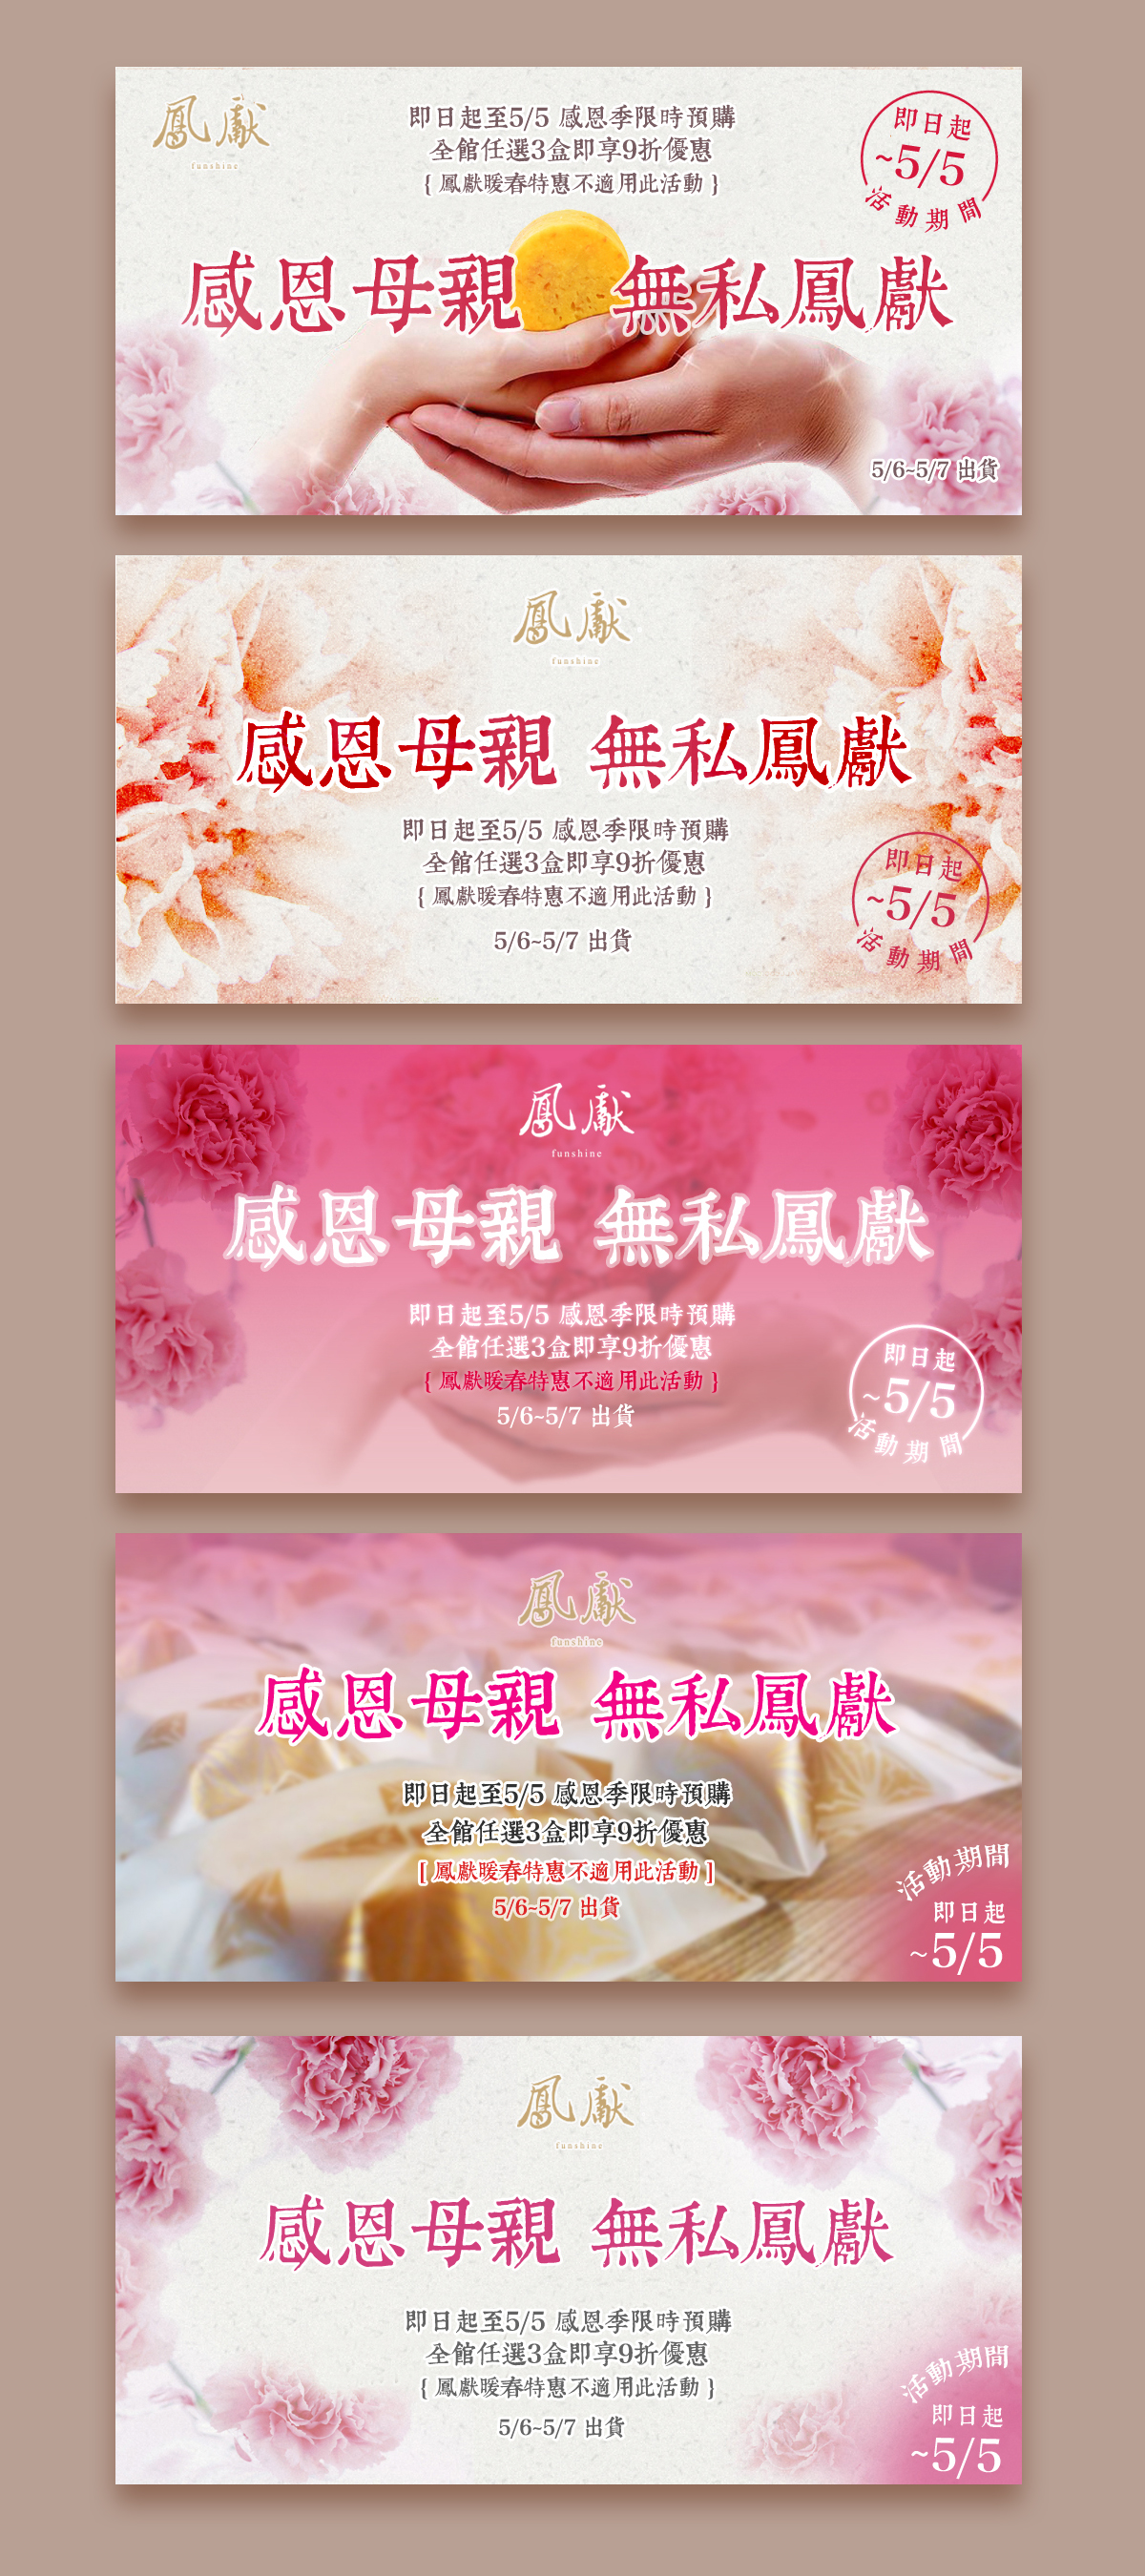 鳳獻
funshine
即日起至5/5 感恩季限時預購
全館任選3盒即享9折優惠
{ 鳳獻暖春特惠不適用此活動 }
即日起
~5/5
活動期間
感恩母親 無私鳳獻
5/6~5/7 出貨
鳳獻
funshine
感恩母親 無私鳳獻
即日起至5/5 感恩季限時預購
全館任選3盒即享9折優惠
{ 鳳獻暖春特惠不適用此活動 }
5/6~5/7 出貨
即日起
~5/5
活動期間
鳳獻
funshine
感恩母親 無私鳳獻
即日起至5/5 感恩季限時預購
全館任選3盒即享9折優惠
{ 鳳獻暖春特惠不適用此活動 }
5/6~5/7 出貨
即日起
~5/5
活動期間
鳳獻
funshine
感恩母親 無私鳳獻
即日起至5/5 感恩季限時預購
全館任選3盒即享9折優惠
[ 鳳獻暖春特惠不適用此活動 ]
5/6~5/7 出貨
活動期間
即日起
~5/5
鳳獻
funshine
感恩母親 無私鳳獻
即日起至5/5 感恩季限時預購
全館任選3盒即享9折優惠
{ 鳳獻暖春特惠不適用此活動 }
5/6~5/7 出貨
活動期間
即日起
~5/5